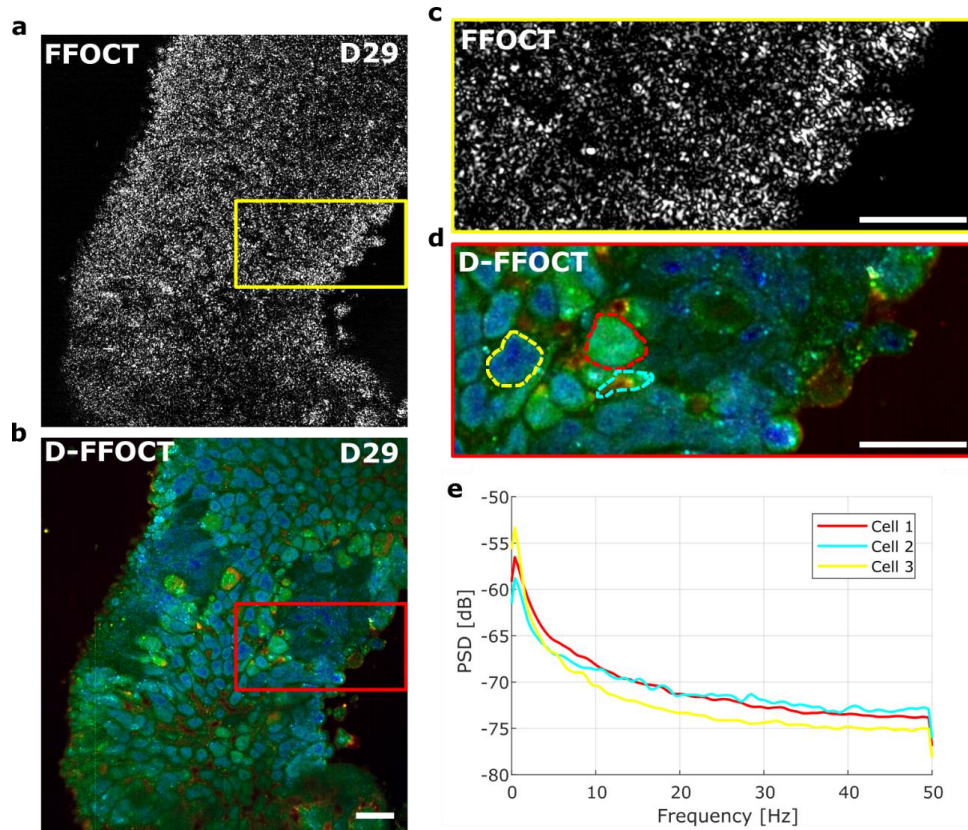 a
FFOCT D29
b
D-FFOCT D29
c
FFOCT
d
D-FFOCT
e
-50
-55
-60
-65
-70
-75
-80
PSD [dB]
Cell 1
Cell 2
Cell 3
0 10 20 30 40 50
Frequency [Hz]